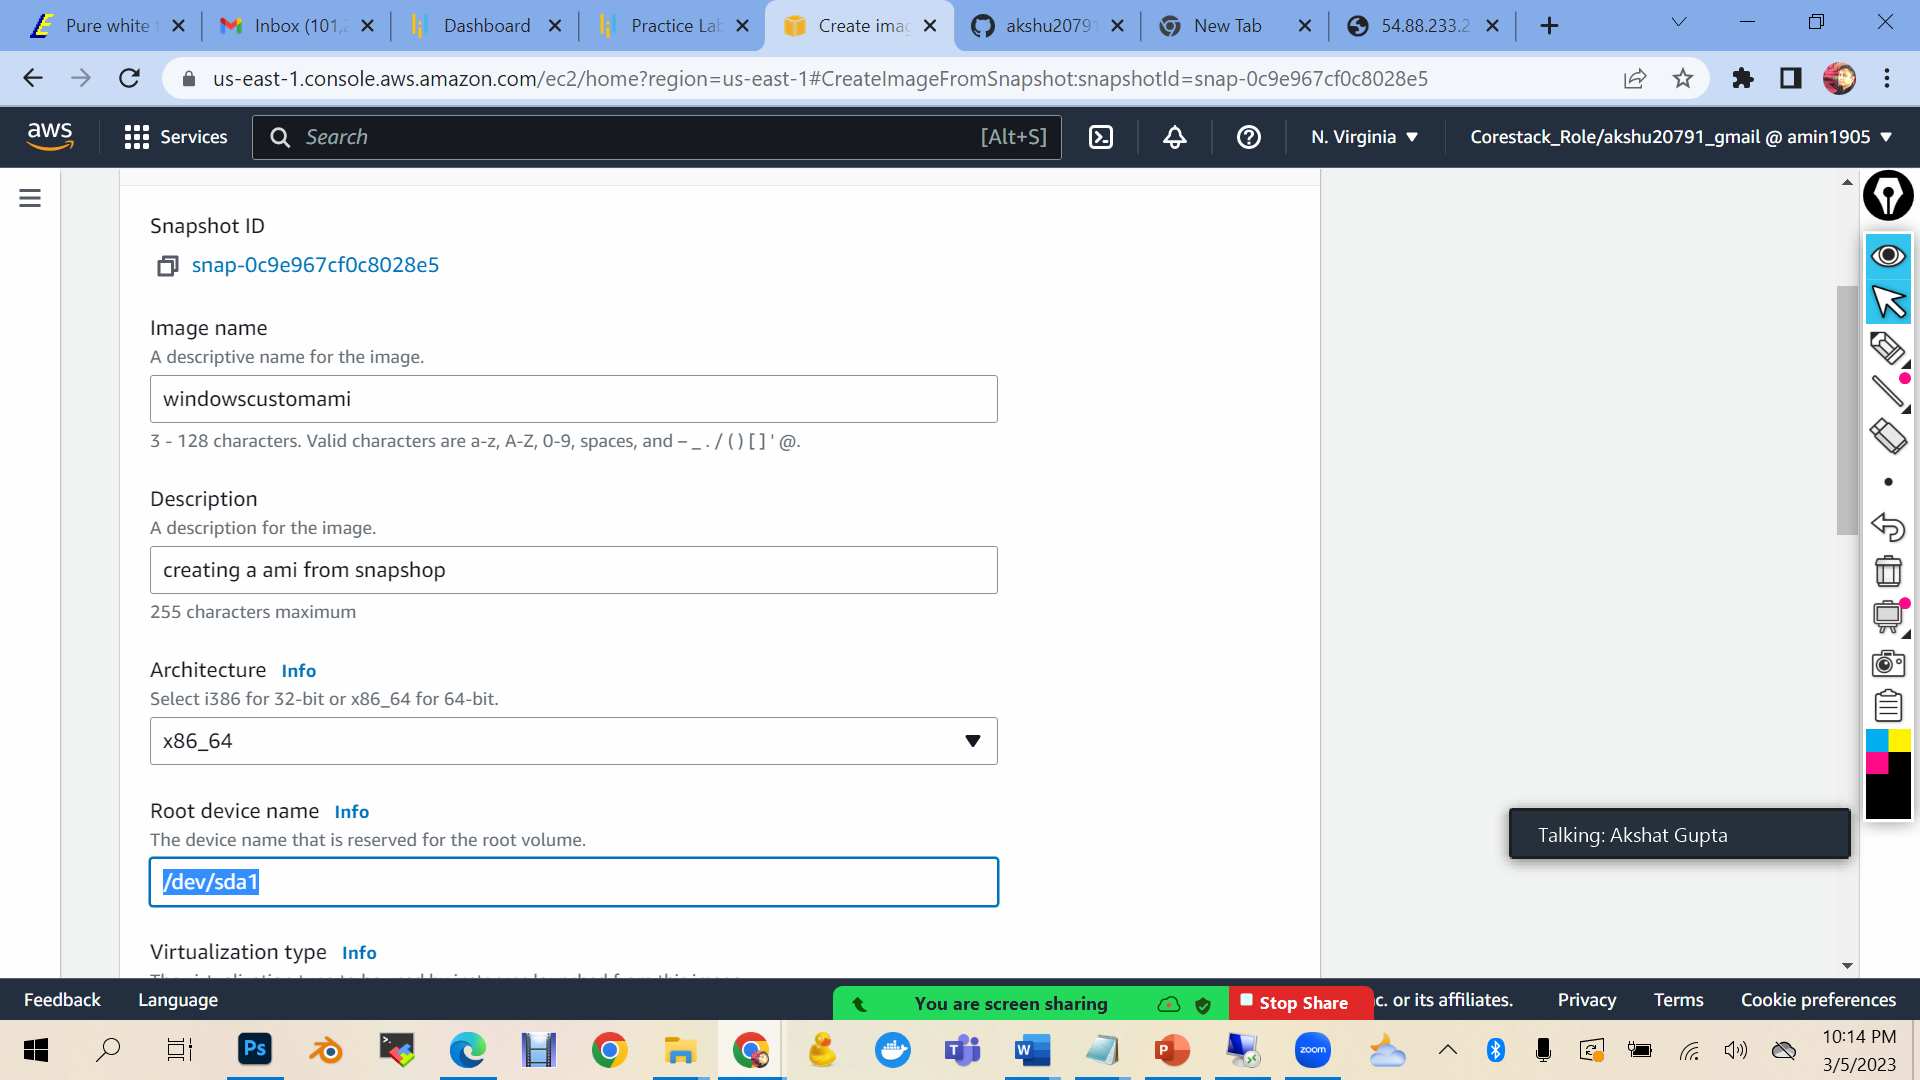 Pure white
Inbox (101,
Dashboard
Practice La
Create imag
akshu20791
New Tab
54.88.233.2
us-east-1.console.aws.amazon.com/ec2/home?region=us-east-1#CreateImageFromSnapshot:snapshotId=snap-0c9e967cf0c8028e5
aws
Services
Search
[Alt+S]
N. Virginia
Corestack_Role/akshu20791_gmail @ amin1905
Snapshot ID
snap-0c9e967cf0c8028e5
Image name
A descriptive name for the image.
windowscustomami
3 - 128 characters. Valid characters are a-z, A-Z, 0-9, spaces, and – _ . / ( ) [ ] ' @.
Description
A description for the image.
creating a ami from snapshop
255 characters maximum
Architecture Info
Select i386 for 32-bit or x86_64 for 64-bit.
x86_64
Root device name Info
The device name that is reserved for the root volume.
/dev/sda1
Talking: Akshat Gupta
Virtualization type Info
Feedback
Language
You are screen sharing
Stop Share
c. or its affiliates.
Privacy
Terms
Cookie preferences
Ps
W
P
zoom
10:14 PM
3/5/2023